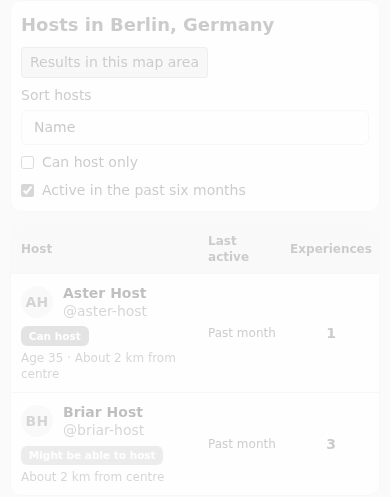 Hosts in Berlin, Germany
Results in this map area
Sort hosts
Name
Can host only
Active in the past six months
Host
Last
active
Experiences
AH
Aster Host
@aster-host
Can host
Age 35 · About 2 km from
centre
Past month
1
BH
Briar Host
@briar-host
Might be able to host
About 2 km from centre
Past month
3